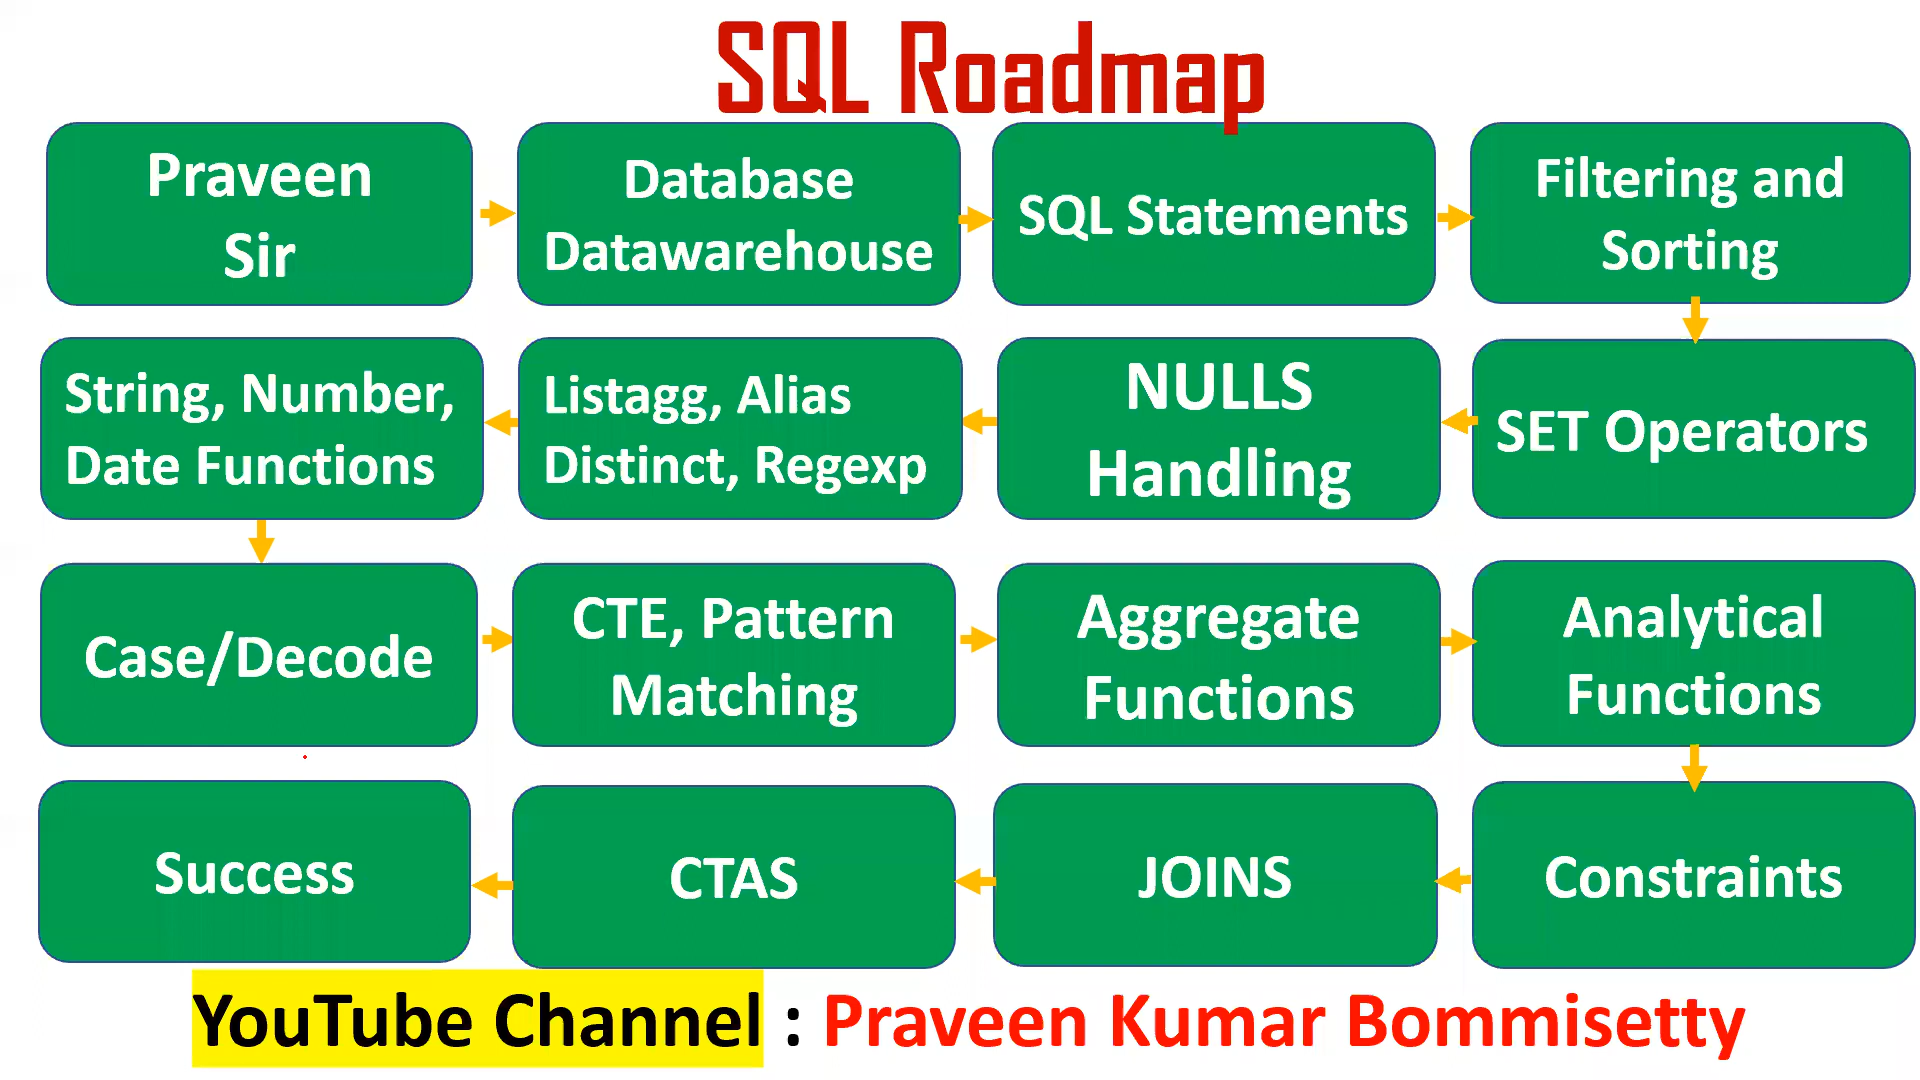 SQL Roadmap
Praveen
Sir
Database
Datawarehouse
SQL Statements
Filtering and
Sorting
SET Operators
NULLS
Handling
Listagg, Alias
Distinct, Regexp
String, Number,
Date Functions
Case/Decode
CTE, Pattern
Matching
Aggregate
Functions
Analytical
Functions
Constraints
JOINS
CTAS
Success
YouTube Channel : Praveen Kumar Bommisetty